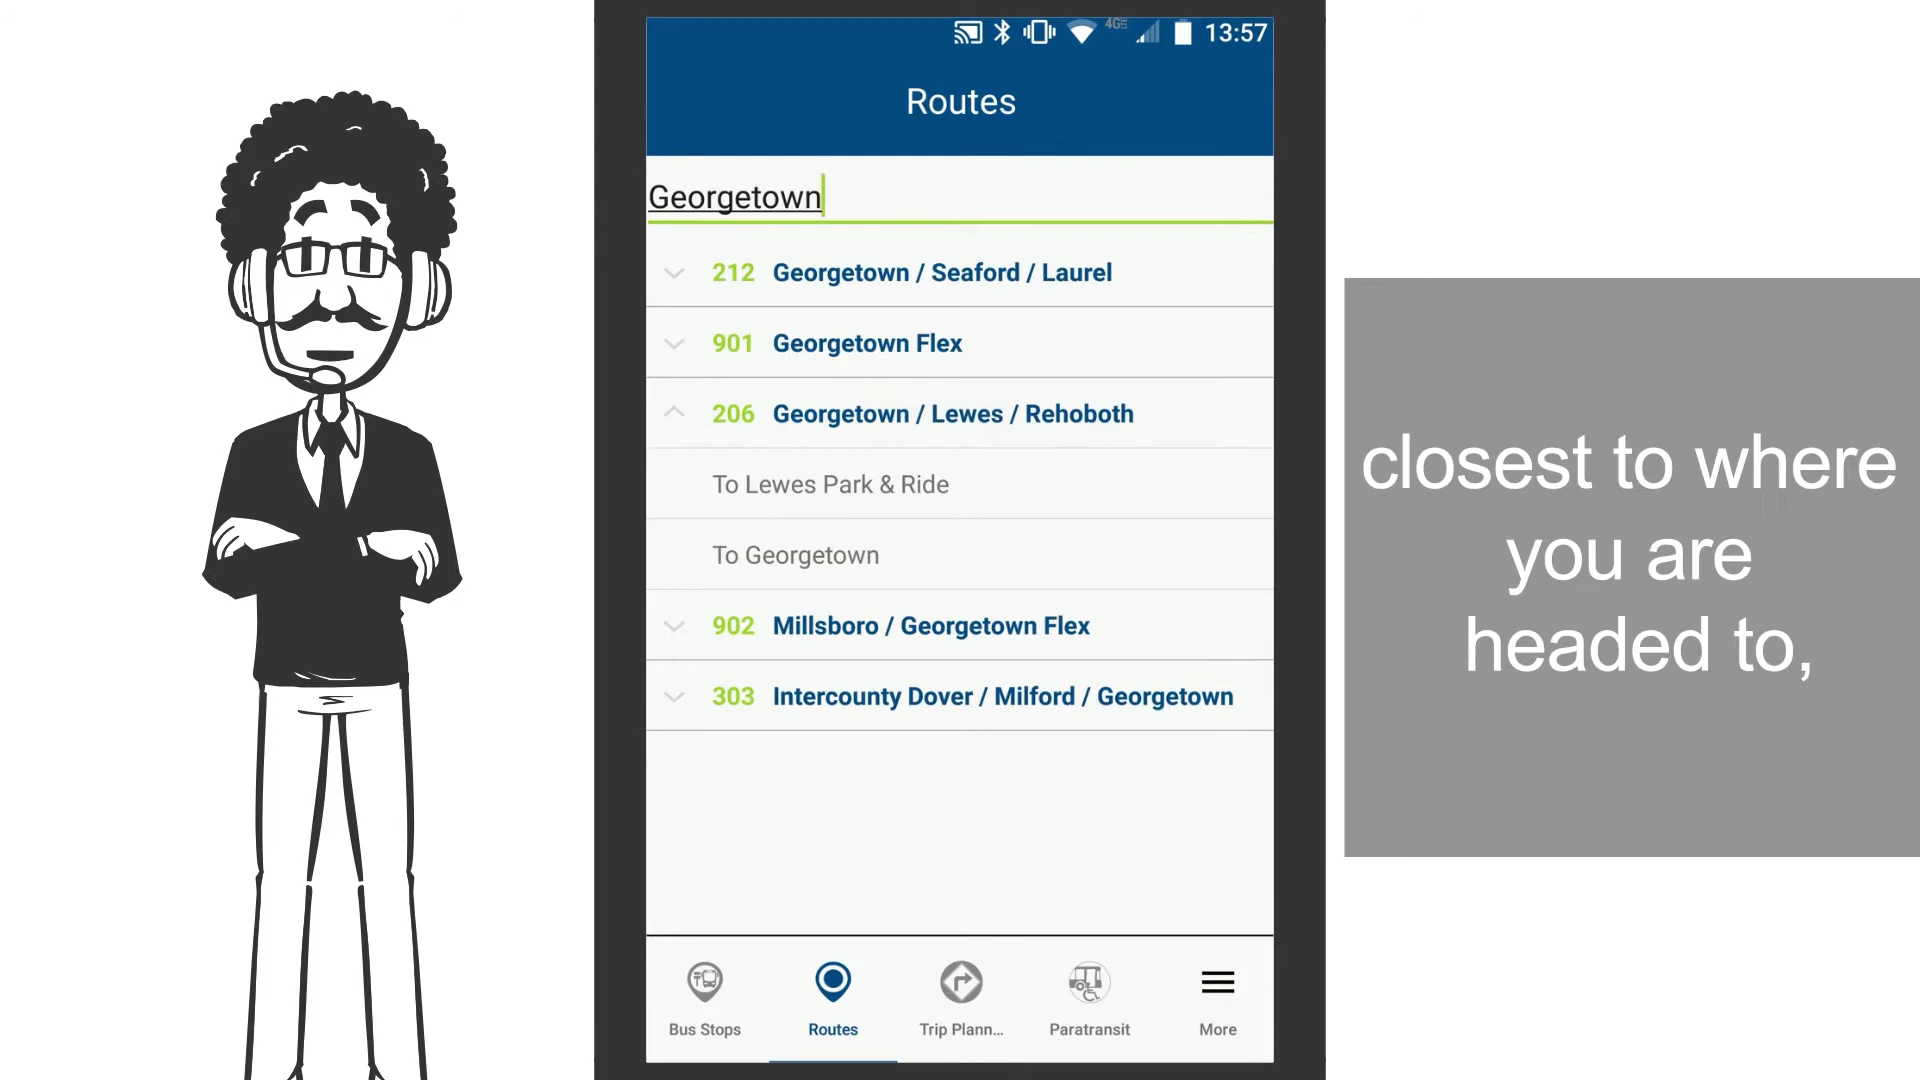 4G
13:57
Routes
Georgetown
212 Georgetown / Seaford / Laurel
901 Georgetown Flex
206 Georgetown / Lewes / Rehoboth
To Lewes Park & Ride
To Georgetown
902 Millsboro / Georgetown Flex
303 Intercounty Dover / Milford / Georgetown
Bus Stops
Routes
Trip Plann...
Paratransit
More
closest to where
you are
headed to,